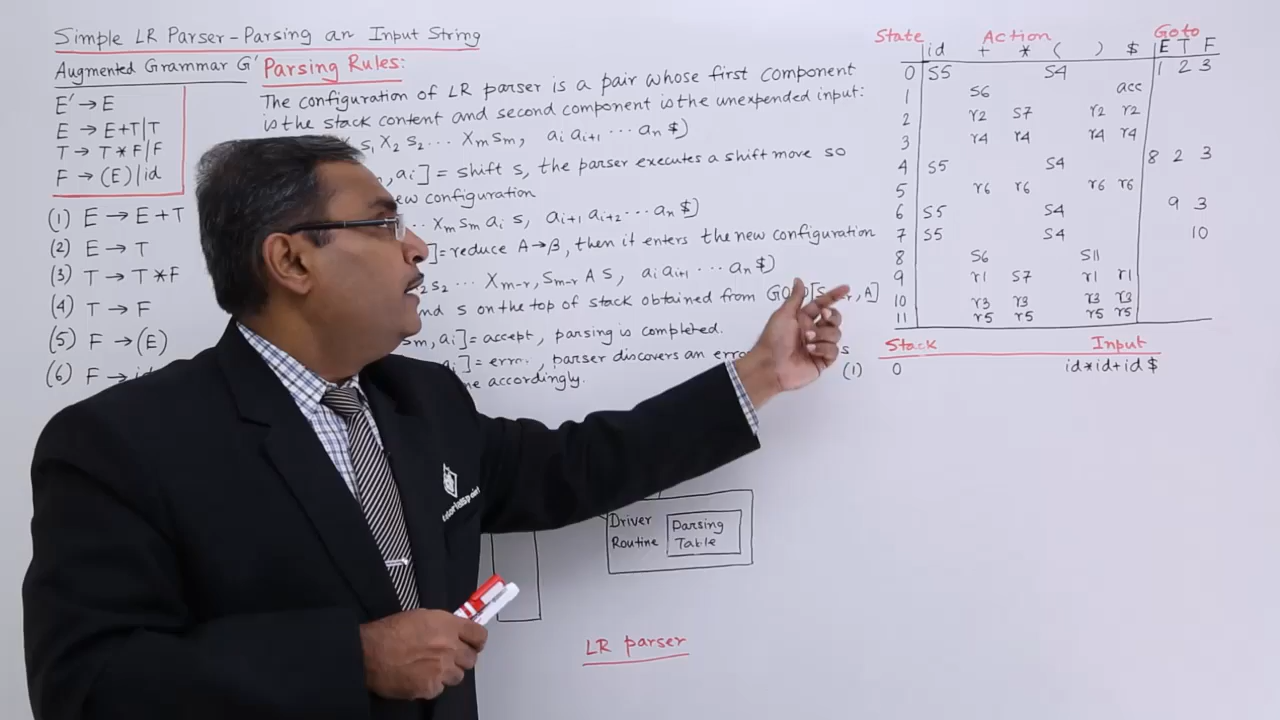 Simple LR Parser - Parsing an Input String
Augmented Grammar G'
E' → E
E → E+T|T
T → T*F|F
F → (E)|id
(1) E → E+T
(2) E → T
(3) T → T*F
(4) T → F
(5) F → (E)
(6) F → id
Parsing Rules:
The configuration of LR parser is a pair whose first component
is the stack content and second component is the unexpended input:
s₁ X₂ s₂ ... Xₘ sₘ, aᵢ aᵢ₊₁ ... aₙ $)
, aᵢ] = shift s, the parser executes a shift move so
new configuration
... Xₘ sₘ aᵢ s, aᵢ₊₁ aᵢ₊₂ ... aₙ $)
] = reduce A → β, then it enters the new configuration
s₂ ... Xₘ₋ᵣ, Sₘ₋ᵣ A s, aᵢ aᵢ₊₁ ... aₙ $)
and s on the top of stack obtained from , A]
sₘ, aᵢ] = accept, parsing is completed.
aᵢ] = error, parser discovers an
accordingly.
Driver
Routine
Parsing
Table
LR parser
tutorialspoint
State Action Goto
id + * ( ) $ E T F
0 S5 S4 1 2 3
1 S6 acc
2 r2 S7 r2 r2
3 r4 r4 r4 r4
4 S5 S4 8 2 3
5 r6 r6 r6 r6
6 S5 S4 9 3
7 S5 S4 10
8 S6 S11
9 r1 S7 r1 r1
10 r3 r3 r3 r3
11 r5 r5 r5 r5
Stack Input
(1) 0 id*id+id $